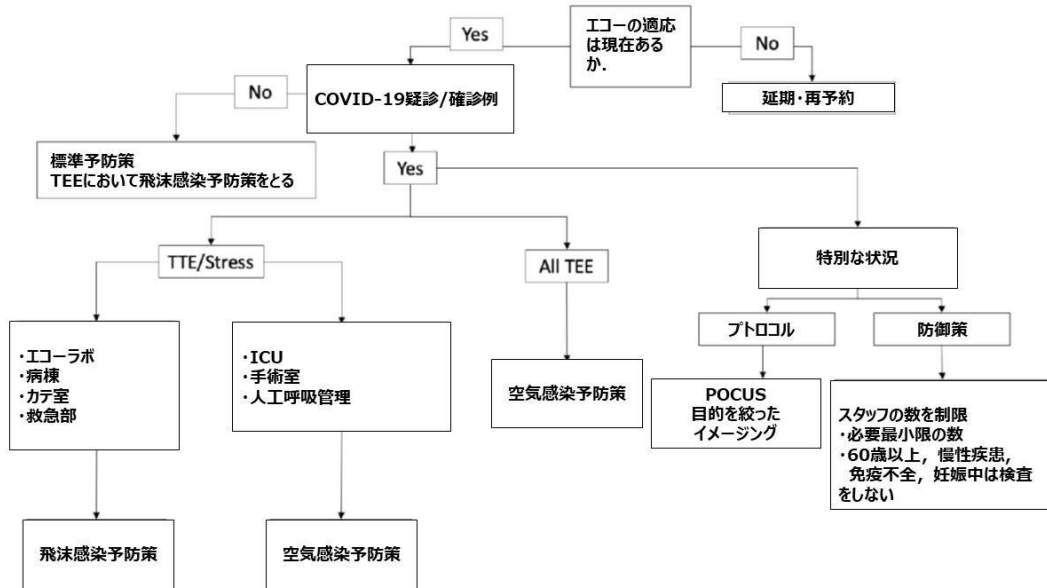 エコーの適応
は現在あるか.
Yes
No
延期・再予約
COVID-19疑診/確診例
No
標準予防策
TEEにおいて飛沫感染予防策をとる
Yes
TTE/Stress
All TEE
特別な状況
プトロコル
防御策
・エコーラボ
・病棟
・カテ室
・救急部
・ICU
・手術室
・人工呼吸管理
空気感染予防策
POCUS
目的を絞った
イメージング
スタッフの数を制限
・必要最小限の数
・60歳以上，慢性疾患，
免疫不全，妊娠中は検査
をしない
飛沫感染予防策
空気感染予防策